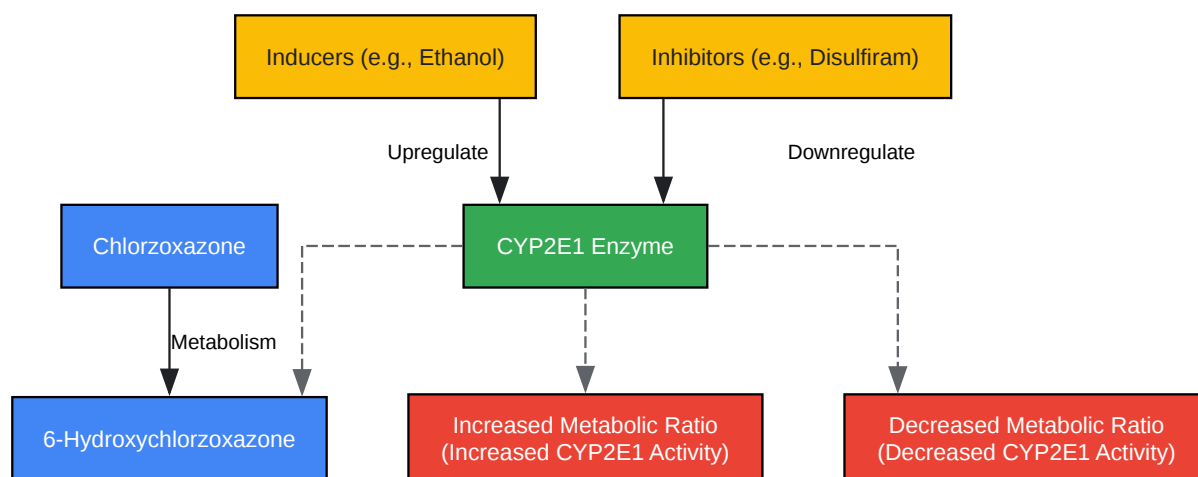 Inducers (e.g., Ethanol)
Inhibitors (e.g., Disulfiram)
Upregulate
Downregulate
Chlorzoxazone
CYP2E1 Enzyme
Metabolism
6-Hydroxychlorzoxazone
Increased Metabolic Ratio
(Increased CYP2E1 Activity)
Decreased Metabolic Ratio
(Decreased CYP2E1 Activity)